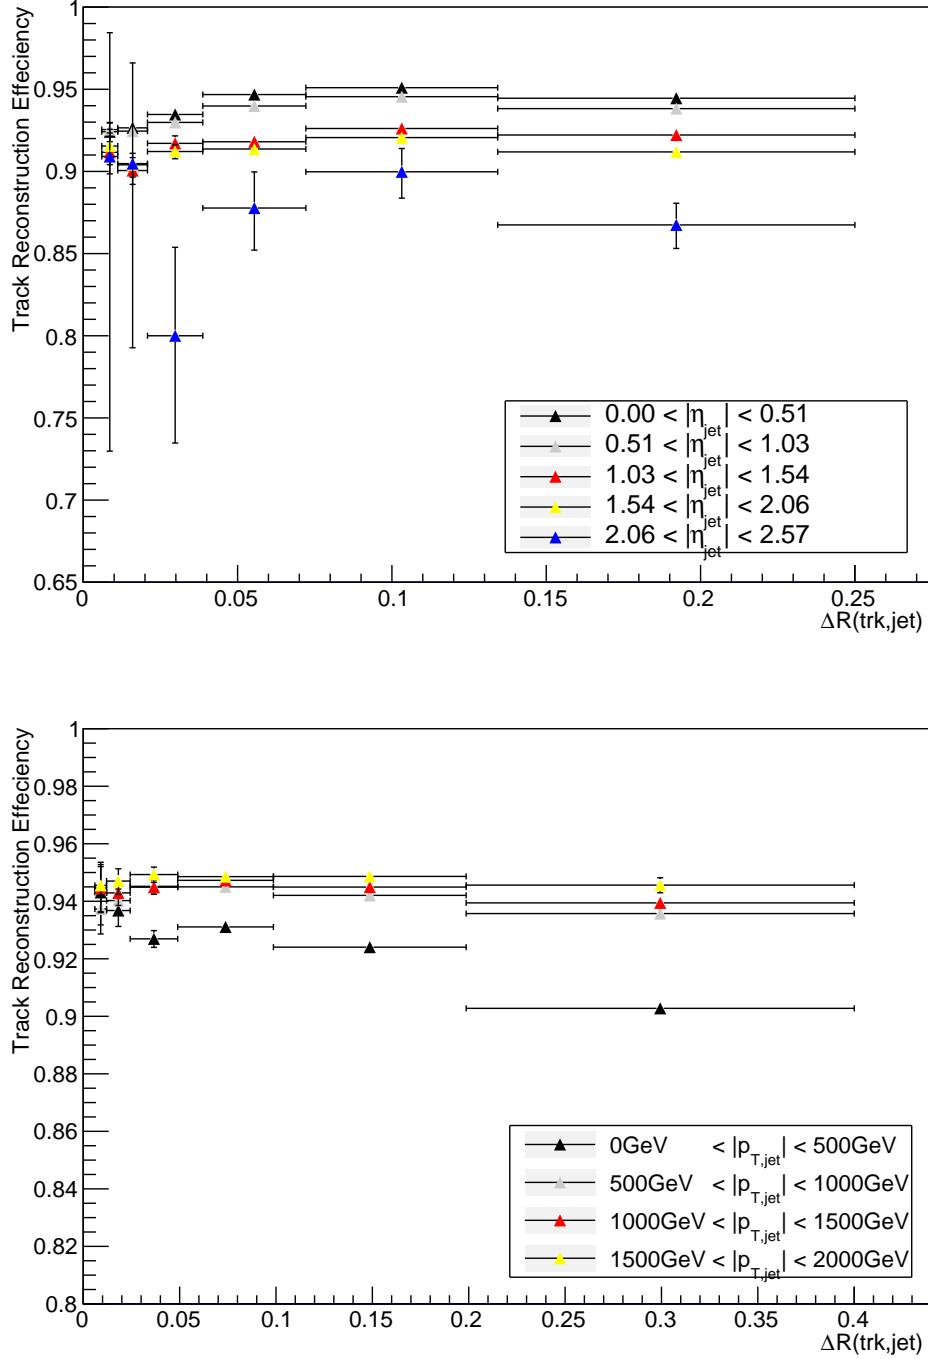 Track Reconstruction Effeciency
1
0.95
0.9
0.85
0.8
0.75
0.7
0.65
0 0.05 0.1 0.15 0.2 0.25
ΔR(trk,jet)
0.00 < |η_jet| < 0.51
0.51 < |η_jet| < 1.03
1.03 < |η_jet| < 1.54
1.54 < |η_jet| < 2.06
2.06 < |η_jet| < 2.57
Track Reconstruction Effeciency
1
0.98
0.96
0.94
0.92
0.9
0.88
0.86
0.84
0.82
0.8
0 0.05 0.1 0.15 0.2 0.25 0.3 0.35 0.4
ΔR(trk,jet)
0GeV < |p_T,jet| < 500GeV
500GeV < |p_T,jet| < 1000GeV
1000GeV < |p_T,jet| < 1500GeV
1500GeV < |p_T,jet| < 2000GeV